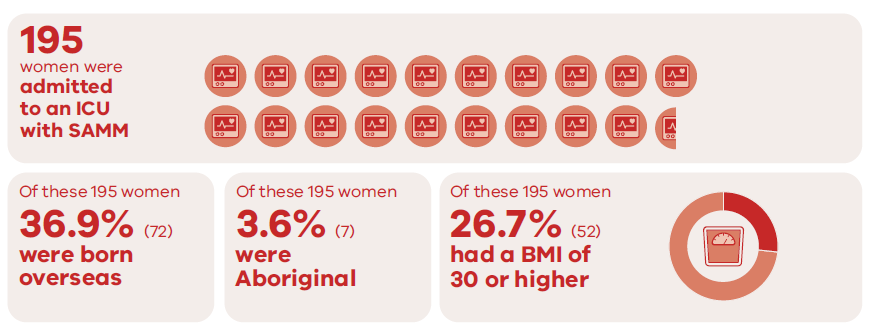 195
women were
admitted
to an ICU
with SAMM
Of these 195 women
36.9% (72)
were born
overseas
Of these 195 women
3.6% (7)
were
Aboriginal
Of these 195 women
26.7% (52)
had a BMI of
30 or higher